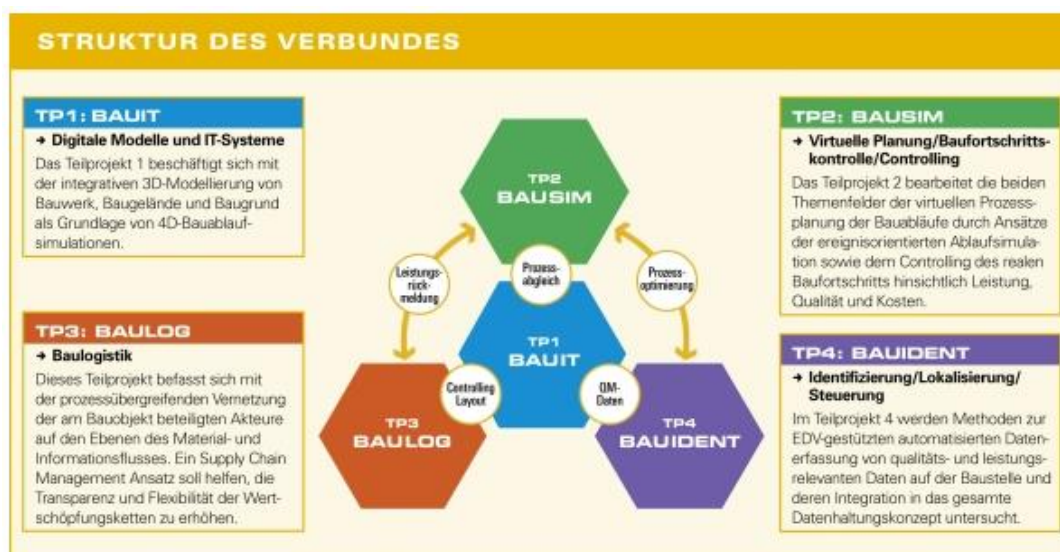 STRUKTUR DES VERBUNDES
TP1: BAUIT
→ Digitale Modelle und IT-Systeme
Das Teilprojekt 1 beschäftigt sich mit
der integrativen 3D-Modellierung von
Bauwerk, Baugelände und Baugrund
als Grundlage von 4D-Bauablauf-
simulationen.
TP3: BAULOG
→ Baulogistik
Dieses Teilprojekt befasst sich mit
der prozessübergreifenden Vernetzung
der am Bauobjekt beteiligten Akteure
auf den Ebenen des Material- und
Informationsflusses. Ein Supply Chain
Management Ansatz soll helfen, die
Transparenz und Flexibilität der Wert-
schöpfungsketten zu erhöhen.
TP2
BAUSIM
Leistungs-
rück-
meldung
Prozess-
abgleich
Prozess-
optimierung
TP1
BAUIT
Controlling
Layout
QM-
Daten
TP3
BAULOG
TP4
BAUIDENT
TP2: BAUSIM
→ Virtuelle Planung/Baufortschritts-
kontrolle/Controlling
Das Teilprojekt 2 bearbeitet die beiden
Themenfelder der virtuellen Prozess-
planung der Bauabläufe durch Ansätze
der ereignisorientierten Ablaufsimula-
tion sowie dem Controlling des realen
Baufortschritts hinsichtlich Leistung,
Qualität und Kosten.
TP4: BAUIDENT
→ Identifizierung/Lokalisierung/
Steuerung
Im Teilprojekt 4 werden Methoden zur
EDV-gestützten automatisierten Daten-
erfassung von qualitäts- und leistungs-
relevanten Daten auf der Baustelle und
deren Integration in das gesamte
Datenhaltungskonzept untersucht.